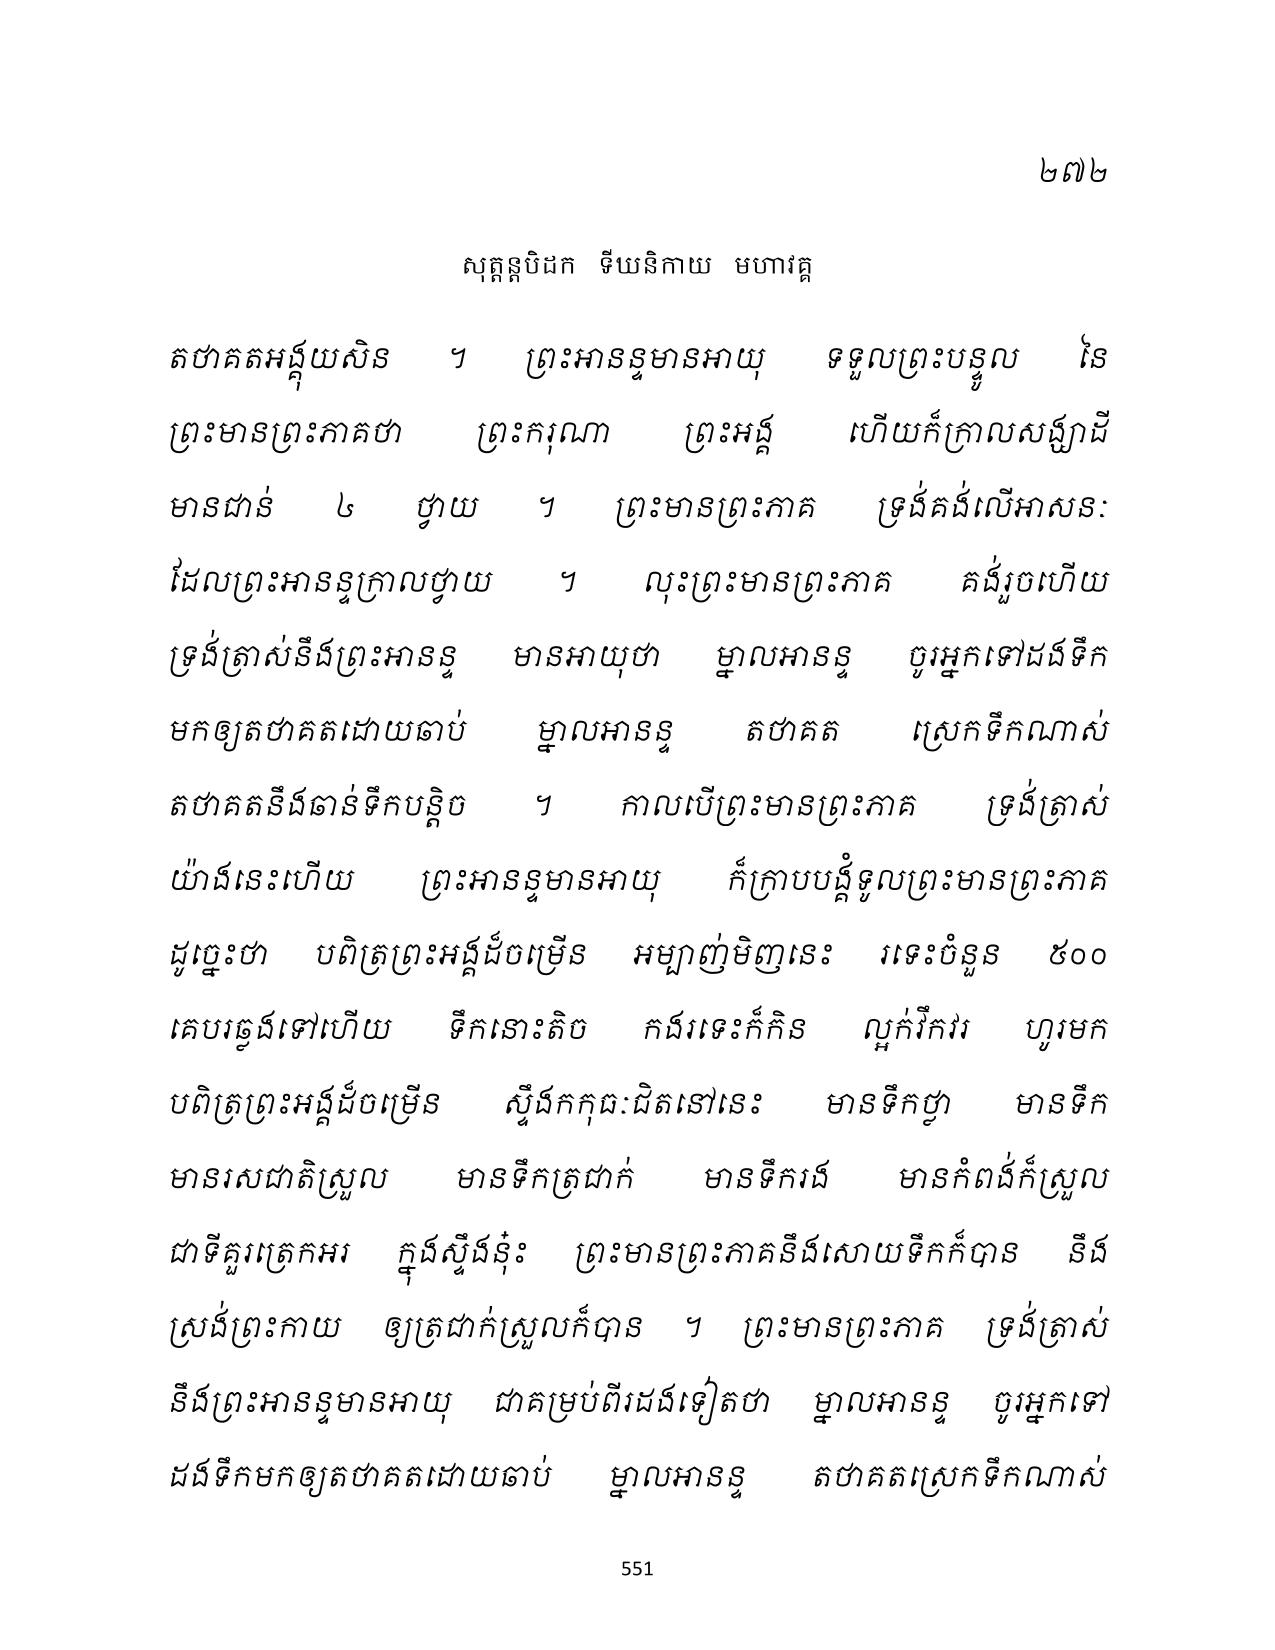 ២៧២
សុត្តន្តបិដក ទីឃនិកាយ មហាវគ្គ
តថាគតអង្គុយសិន ។ ព្រះអានន្ទមានអាយុ ទទួលព្រះបន្ទូល នៃ
ព្រះមានព្រះភាគថា ព្រះករុណា ព្រះអង្គ ហើយក៏ក្រាលសង្ឃាដី
មានជាន់ ៤ ថ្វាយ ។ ព្រះមានព្រះភាគ ទ្រង់គង់លើអាសនៈ
ដែលព្រះអានន្ទក្រាលថ្វាយ ។ លុះព្រះមានព្រះភាគ គង់រួចហើយ
ទ្រង់ត្រាស់នឹងព្រះអានន្ទ មានអាយុថា ម្នាលអានន្ទ ចូរអ្នកទៅដងទឹក
មកឲ្យតថាគតដោយឆាប់ ម្នាលអានន្ទ តថាគត ស្រេកទឹកណាស់
តថាគតនឹងឆាន់ទឹកបន្តិច ។ កាលបើព្រះមានព្រះភាគ ទ្រង់ត្រាស់
យ៉ាងនេះហើយ ព្រះអានន្ទមានអាយុ ក៏ក្រាបបង្គំទូលព្រះមានព្រះភាគ
ដូច្នេះថា បពិត្រព្រះអង្គដ៏ចម្រើន អម្បាញ់មិញនេះ រទេះចំនួន ៥០០
គេបរឆ្លងទៅហើយ ទឹកនោះតិច កងរទេះក៏កិន ល្អក់វឹកវរ ហូរមក
បពិត្រព្រះអង្គដ៏ចម្រើន ស្ទឹងកកុធៈជិតនៅនេះ មានទឹកថ្លា មានទឹក
មានរសជាតិស្រួល មានទឹកត្រជាក់ មានទឹករង មានកំពង់ក៏ស្រួល
ជាទីគួរត្រេកអរ ក្នុងស្ទឹងនុ៎ះ ព្រះមានព្រះភាគនឹងសោយទឹកក៏បាន នឹង
ស្រង់ព្រះកាយ ឲ្យត្រជាក់ស្រួលក៏បាន ។ ព្រះមានព្រះភាគ ទ្រង់ត្រាស់
នឹងព្រះអានន្ទមានអាយុ ជាគម្រប់ពីរដងទៀតថា ម្នាលអានន្ទ ចូរអ្នកទៅ
ដងទឹកមកឲ្យតថាគតដោយឆាប់ ម្នាលអានន្ទ តថាគតស្រេកទឹកណាស់
551